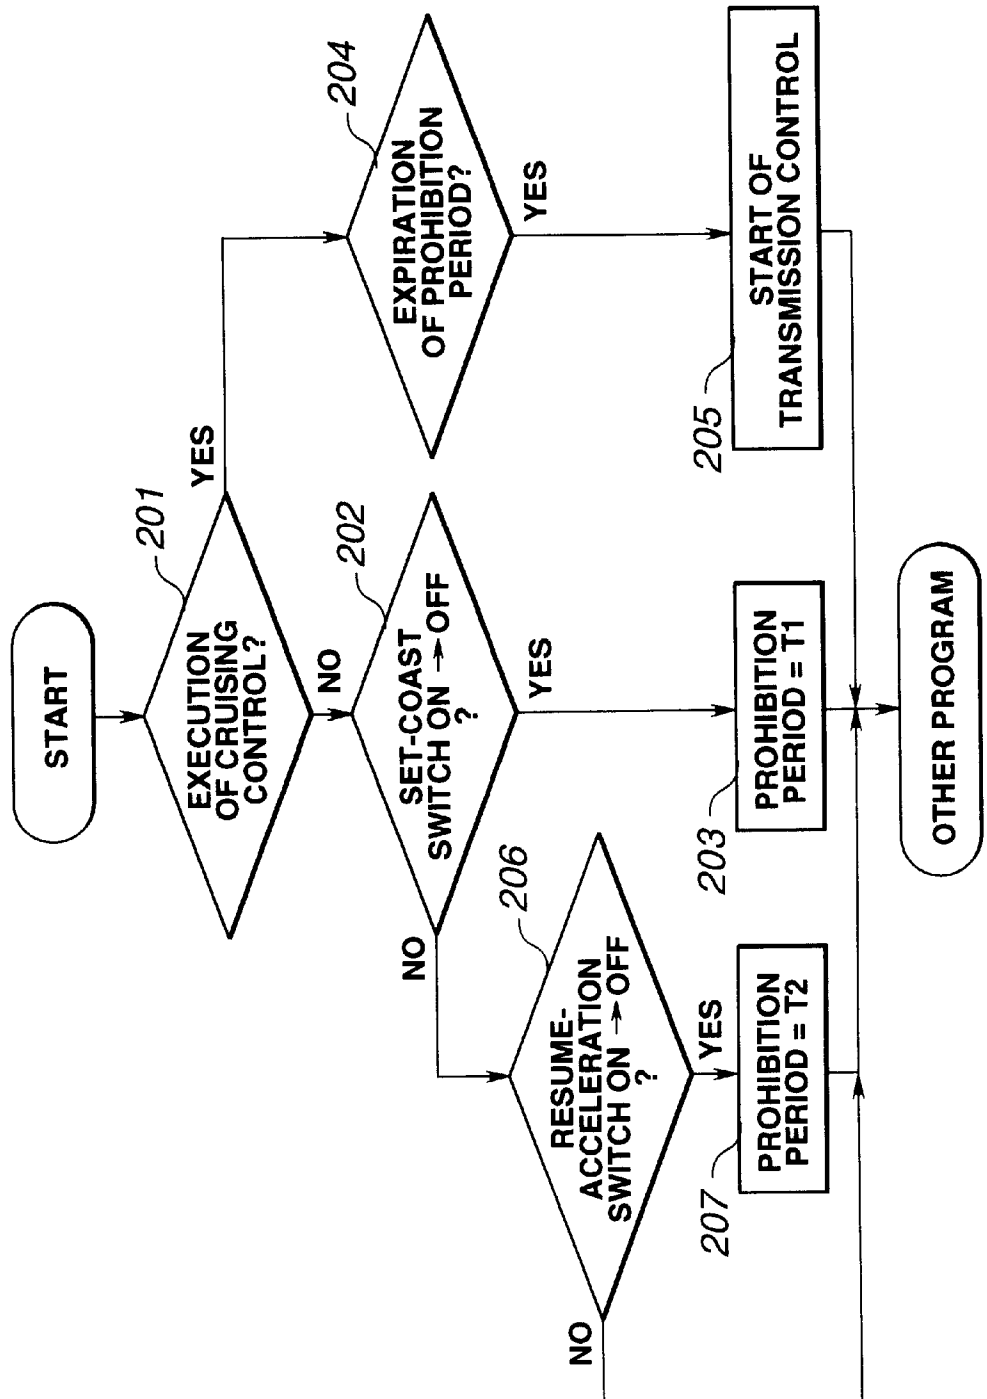 START
201
EXECUTION
OF CRUISING
CONTROL?
YES
NO
202
SET-COAST
SWITCH ON → OFF
?
NO
YES
204
EXPIRATION
OF PROHIBITION
PERIOD?
YES
206
RESUME-
ACCELERATION
SWITCH ON → OFF
?
NO
YES
207
PROHIBITION
PERIOD = T2
203
PROHIBITION
PERIOD = T1
205
START OF
TRANSMISSION CONTROL
OTHER PROGRAM